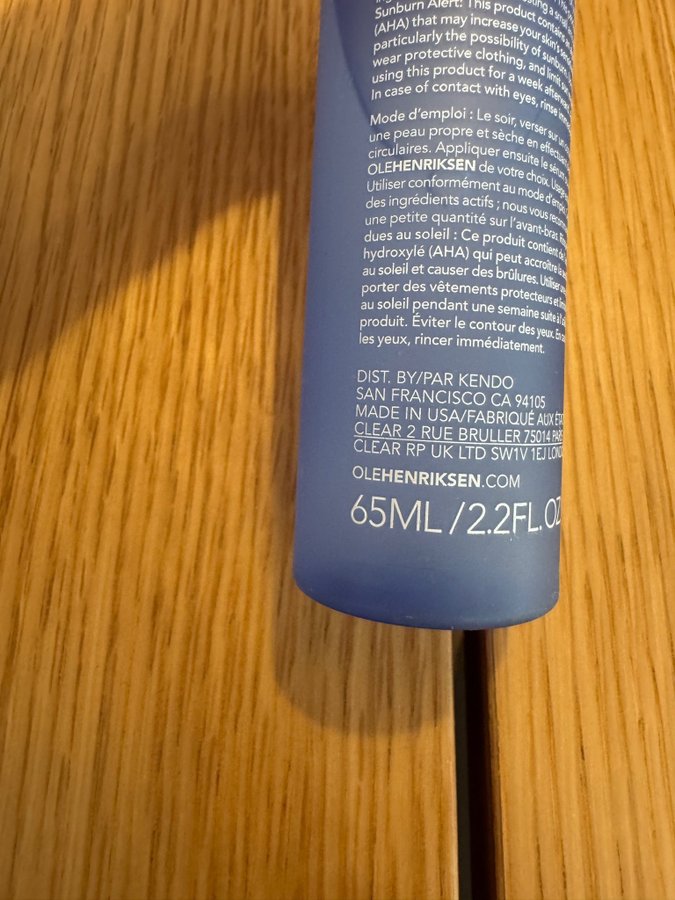 Sunburn Alert: This product contains
(AHA) that may increase your skin's
particularly the possibility of sunburn.
wear protective clothing, and limit
using this product for a week
In case of contact with eyes, rinse
Mode d'emploi : Le soir, verser sur un
une peau propre et sèche en effectuant
circulaires. Appliquer ensuite le sérum
OLEHENRIKSEN de votre choix. Usage
Utiliser conformément au mode d'emploi.
des ingrédients actifs ; nous vous
une petite quantité sur l'avant-bras.
dues au soleil : Ce produit contient
hydroxylé (AHA) qui peut accroître
au soleil et causer des brûlures. Utiliser
porter des vêtements protecteurs et
au soleil pendant une semaine suite à
produit. Éviter le contour des yeux. En
les yeux, rincer immédiatement.
DIST. BY/PAR KENDO
SAN FRANCISCO CA 94105
MADE IN USA/FABRIQUÉ AUX
CLEAR 2 RUE BRULLER 75014
CLEAR RP UK LTD SW1V 1EJ
OLEHENRIKSEN.COM
65ML/2.2FL.OZ